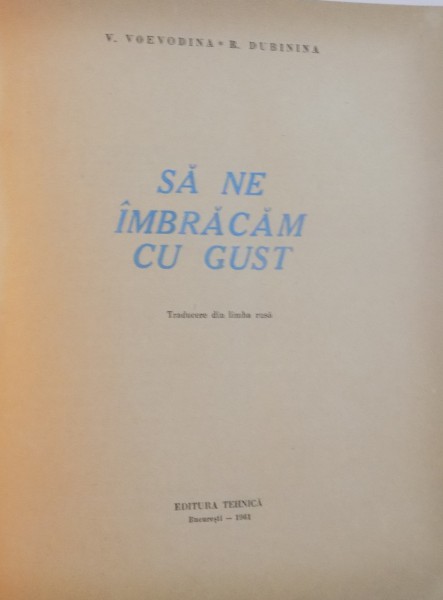 V. VOEVODINA * R. DUBININA
SĂ NE
ÎMBRĂCĂM
CU GUST
Traducere din limba rusă
EDITURA TEHNICĂ
București — 1961